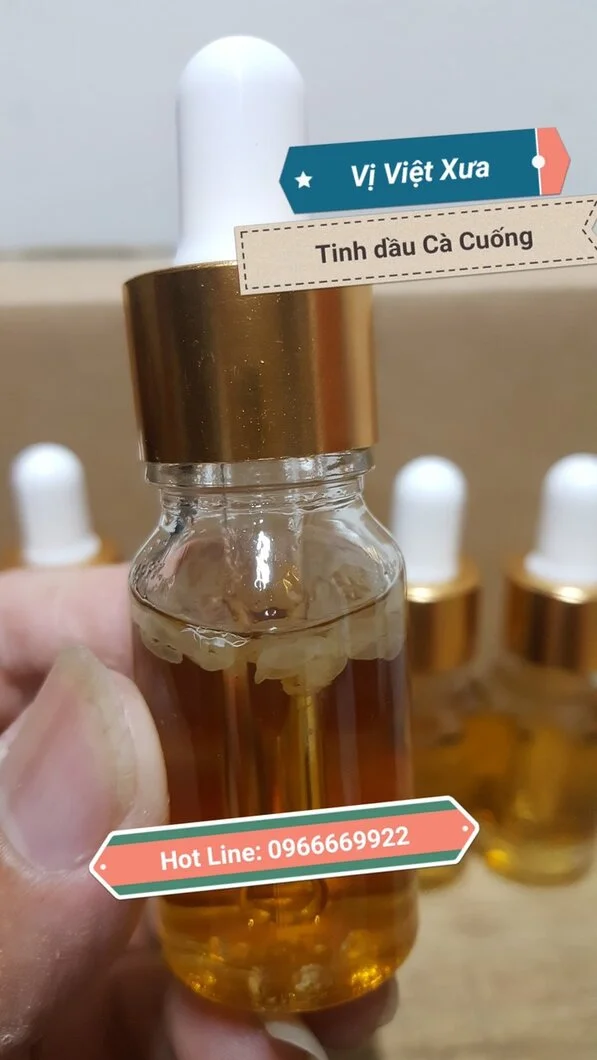 Vị Việt Xưa
Tinh dầu Cà Cuống
Hot Line: 0966669922